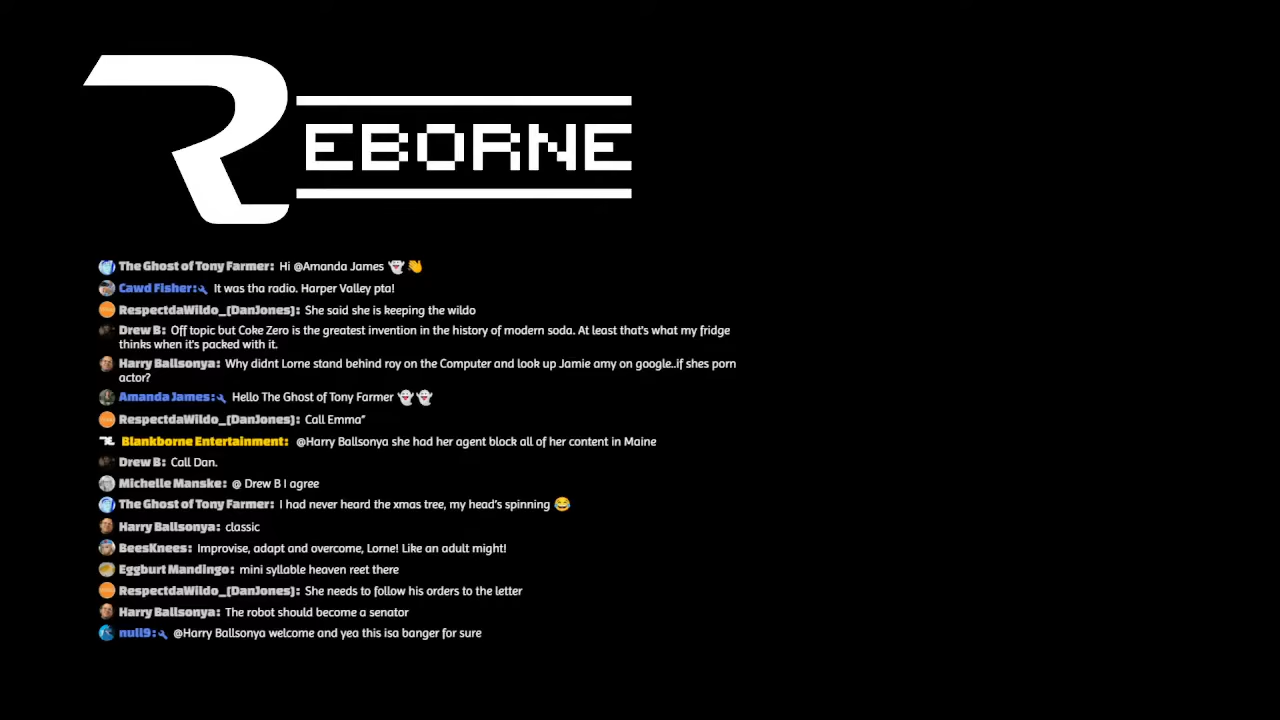 REBORNE
The Ghost of Tony Farmer: Hi @Amanda James 👻 👋
Cawd Fisher: It was tha radio. Harper Valley pta!
RespectdaWildo_(DanJones): She said she is keeping the wildo
Drew B: Off topic but Coke Zero is the greatest invention in the history of modern soda. At least that's what my fridge
thinks when it's packed with it.
Harry Ballsonya: Why didnt Lorne stand behind roy on the Computer and look up Jamie amy on google..if shes porn
actor?
Amanda James: Hello The Ghost of Tony Farmer 👻 👻
RespectdaWildo_(DanJones): Call Emma"
Blankborne Entertainment: @Harry Ballsonya she had her agent block all of her content in Maine
Drew B: Call Dan.
Michelle Manske: @ Drew B I agree
The Ghost of Tony Farmer: I had never heard the xmas tree, my head's spinning 😂
Harry Ballsonya: classic
BeesKnees: Improvise, adapt and overcome, Lorne! Like an adult might!
Eggburt Mandingo: mini syllable heaven reet there
RespectdaWildo_(DanJones): She needs to follow his orders to the letter
Harry Ballsonya: The robot should become a senator
null9: @Harry Ballsonya welcome and yea this isa banger for sure